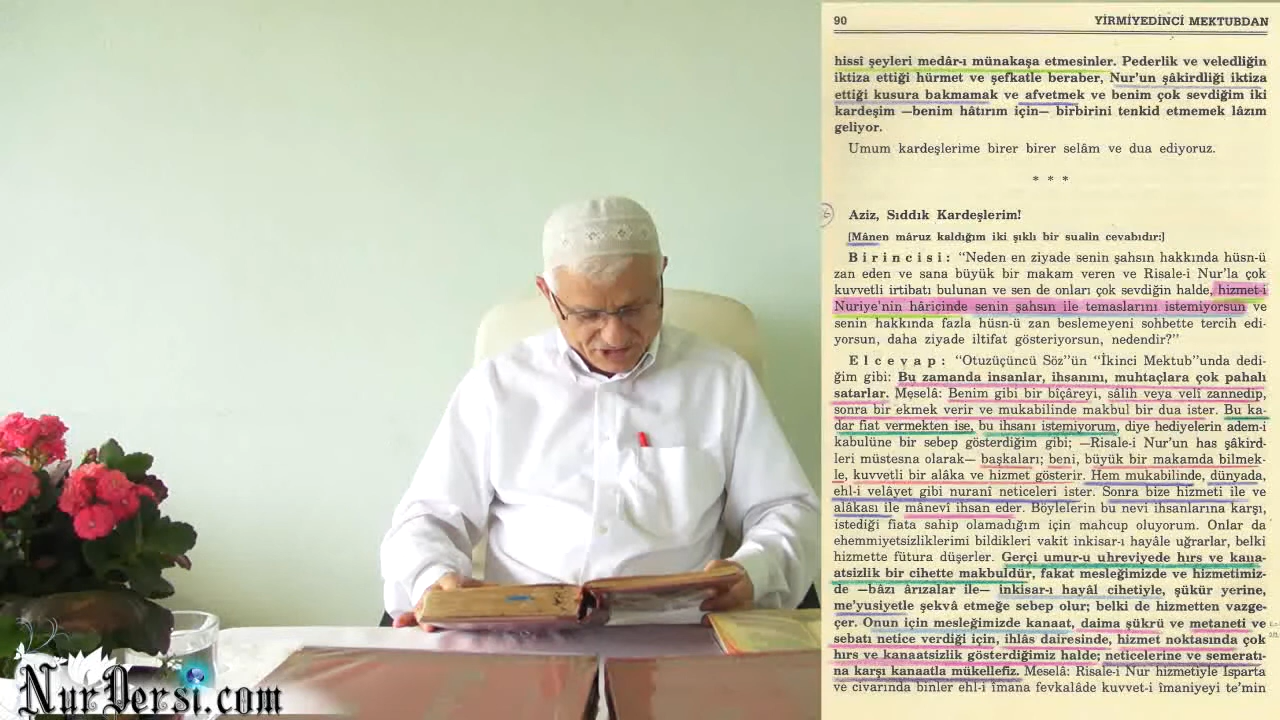 90 YİRMİYEDİNCİ MEKTUBDAN
hissî şeyleri medâr-ı münakaşa etmesinler. Pederlik ve veledliğin
iktiza ettiği hürmet ve şefkatle beraber, Nur'un şâkirdliği iktiza
ettiği kusura bakmamak ve afvetmek ve benim çok sevdiğim iki
kardeşim —benim hâtırım için— birbirini tenkid etmemek lâzım
geliyor.
Umum kardeşlerime birer birer selâm ve dua ediyoruz.
* * *
Aziz, Sıddık Kardeşlerim!
[Mânen mâruz kaldığım iki şıklı bir sualin cevabıdır:]
Birincisi: "Neden en ziyade senin şahsın hakkında hüsn-ü
zan eden ve sana büyük bir makam veren ve Risale-i Nur'la çok
kuvvetli irtibatı bulunan ve sen de onları çok sevdiğin halde, hizmet-i
Nuriye'nin hâricinde senin şahsın ile temaslarını istemiyorsun ve
senin hakkında fazla hüsn-ü zan beslemeyeni sohbette tercih edi-
yorsun, daha ziyade iltifat gösteriyorsun, nedendir?"
Elcevap: "Otuzüçüncü Söz"ün "İkinci Mektub"unda dedi-
ğim gibi: Bu zamanda insanlar, ihsanını, muhtaçlara çok pahalı
satarlar. Meselâ: Benim gibi bir bîçâreyi, sâlih veya velî zannedip,
sonra bir ekmek verir ve mukabilinde makbul bir dua ister. Bu ka-
dar fiat vermekten ise, bu ihsanı istemiyorum, diye hediyelerin adem-i
kabulüne bir sebep gösterdiğim gibi; —Risale-i Nur'un has şâkird-
leri müstesna olarak— başkaları; beni, büyük bir makamda bilmek-
le, kuvvetli bir alâka ve hizmet gösterir. Hem mukabilinde, dünyada,
ehl-i velâyet gibi nuranî neticeleri ister. Sonra bize hizmeti ile ve
alâkası ile mânevî ihsan eder. Böylelerin bu nevi ihsanlarına karşı,
istediği fiata sahip olamadığım için mahcup oluyorum. Onlar da
ehemmiyetsizliklerimi bildikleri vakit inkisar-ı hayâle uğrarlar, belki
hizmette fütura düşerler. Gerçi umur-u uhreviyede hırs ve kana-
atsizlik bir cihette makbuldür, fakat mesleğimizde ve hizmetimiz-
de —bâzı ârızalar ile— inkisar-ı hayâl cihetiyle, şükür yerine,
me'yusiyetle şekvâ etmeğe sebep olur; belki de hizmetten vazge-
çer. Onun için mesleğimizde kanaat, daima şükrü ve metaneti ve
sebatı netice verdiği için, ihlâs dairesinde, hizmet noktasında çok
hırs ve kanaatsizlik gösterdiğimiz halde; neticelerine ve semeratı-
na karşı kanaatla mükellefiz. Meselâ: Risale-i Nur hizmetiyle Isparta
ve civarında binler ehl-i îmana fevkalâde kuvvet-i îmaniyeyi te'min
NurDersi.com